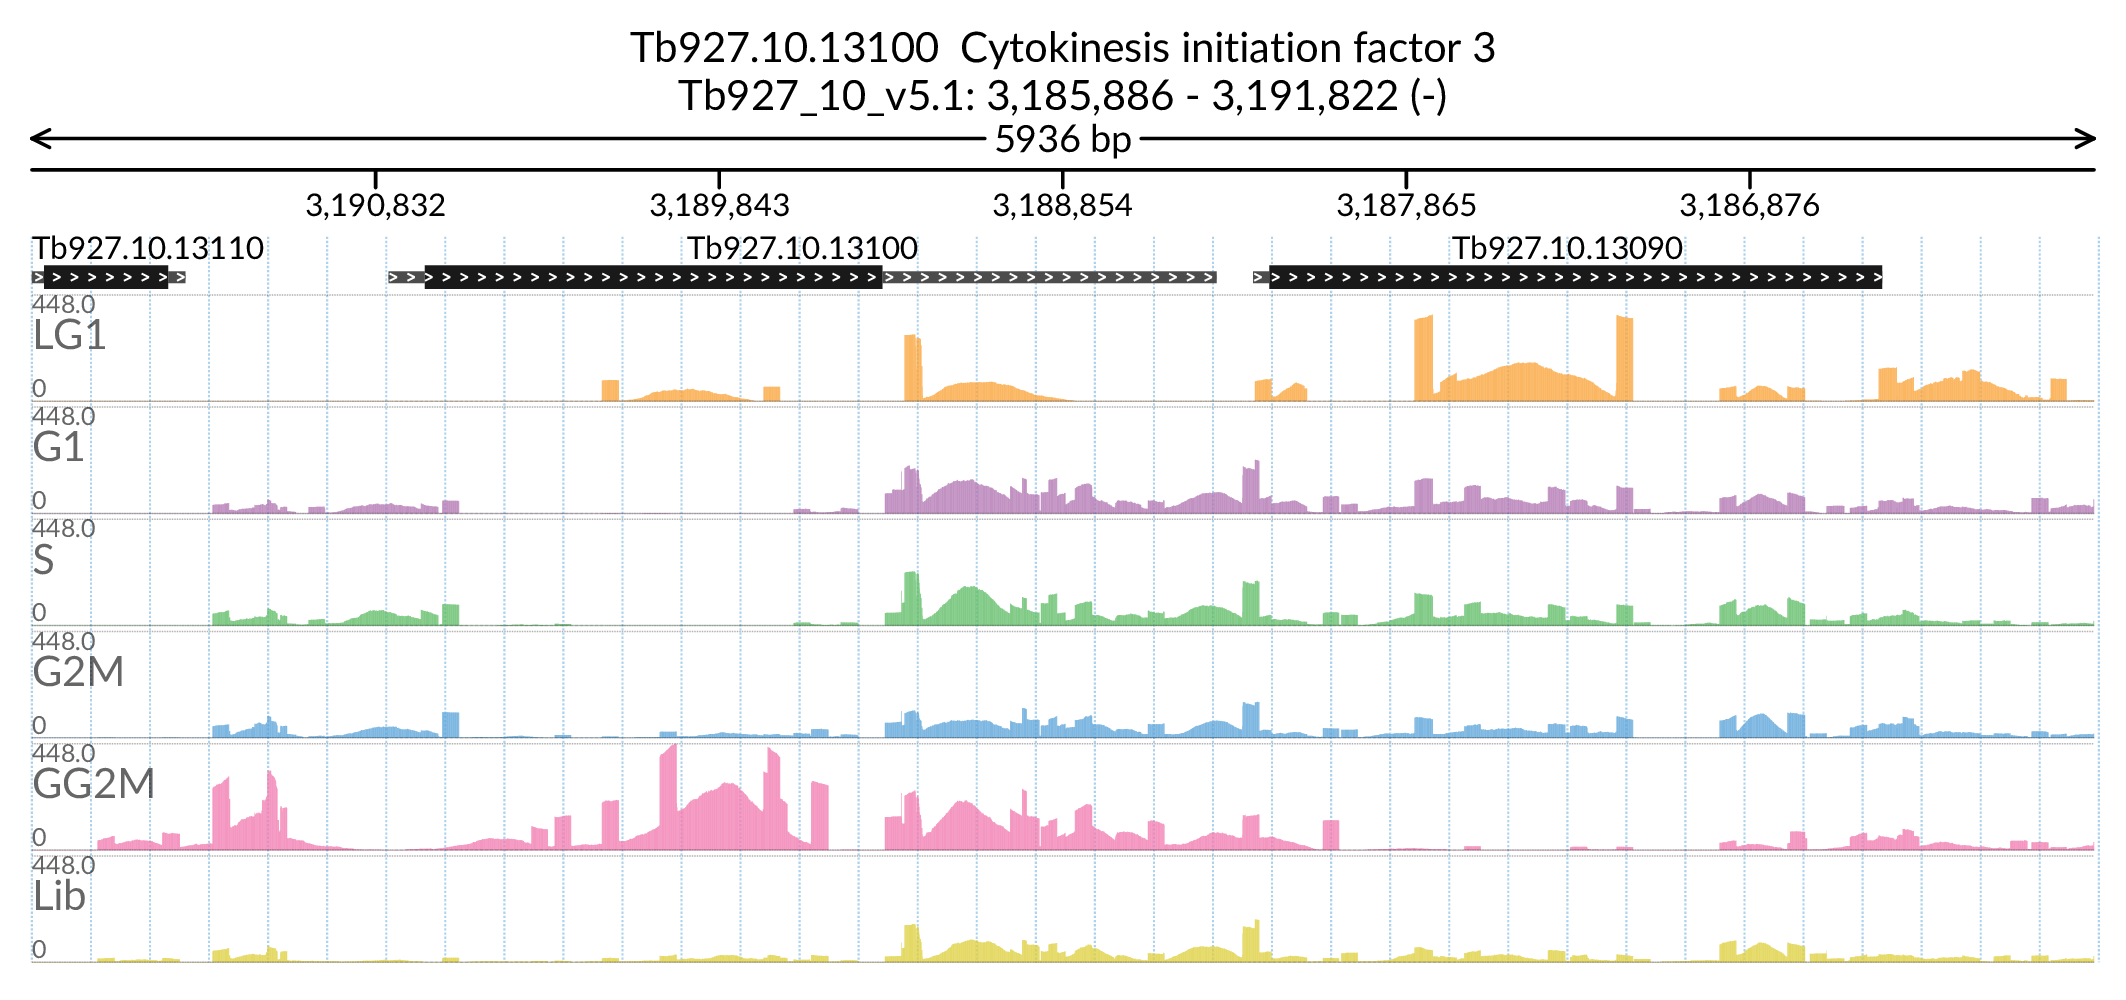 Tb927.10.13100  Cytokinesis initiation factor 3
Tb927_10_v5.1: 3,185,886 - 3,191,822 (-)
5936 bp
3,190,832 3,189,843 3,188,854 3,187,865 3,186,876
Tb927.10.13110 Tb927.10.13100 Tb927.10.13090
448.0
LG1
0
448.0
G1
0
448.0
S
0
448.0
G2M
0
448.0
GG2M
0
448.0
Lib
0